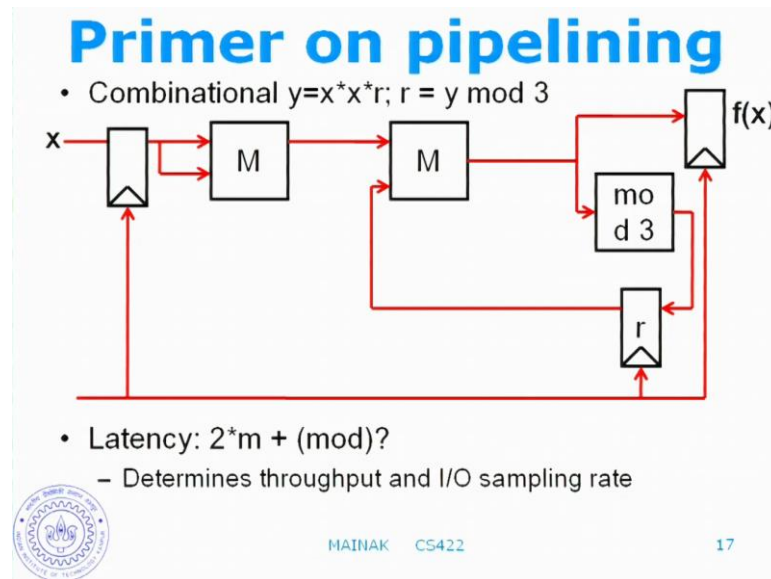 Primer on pipelining
• Combinational y=x*x*r; r = y mod 3
x
M
M
f(x)
mo
d 3
r
• Latency: 2*m + (mod)?
– Determines throughput and I/O sampling rate
MAINAK CS422
17